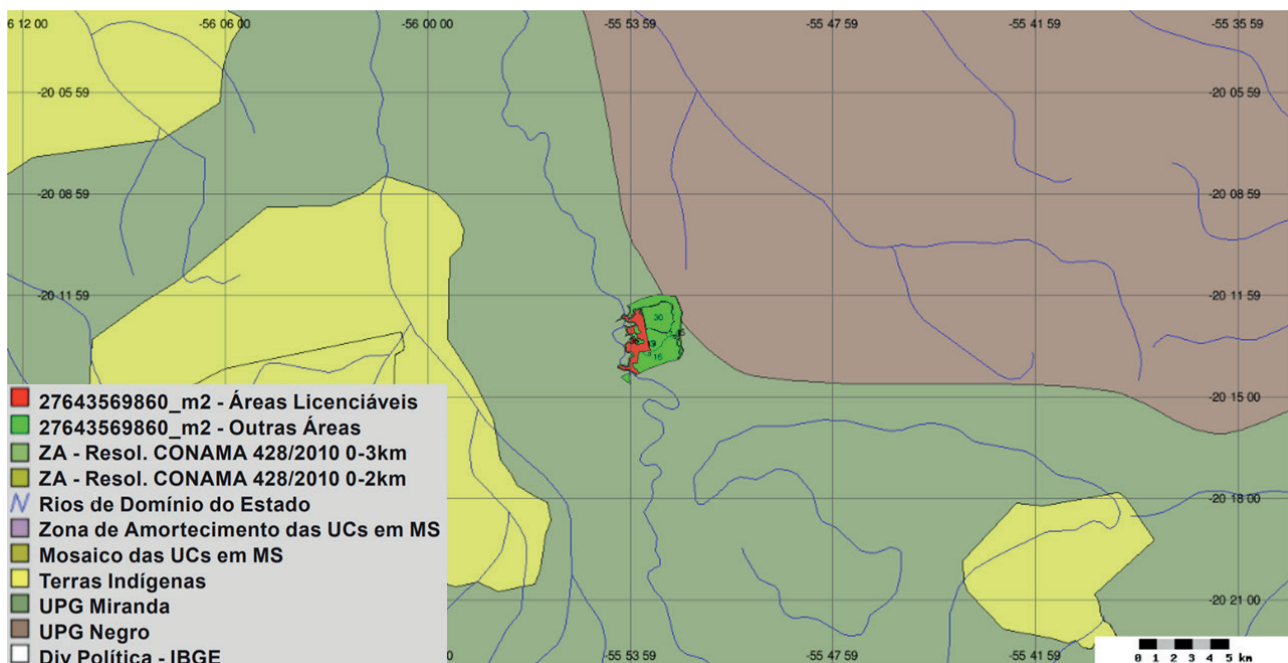 6 12 00
-56 06 00
-56 00 00
-55 53 59
-55 47 59
-55 41 59
-55 35 59
-20 05 59
-20 05 59
-20 08 59
-20 08 59
-20 11 59
-20 11 59
30
16
-20 15 00
27643569860_m2 - Áreas Licenciáveis
27643569860_m2 - Outras Áreas
ZA - Resol. CONAMA 428/2010 0-3km
ZA - Resol. CONAMA 428/2010 0-2km
Rios de Domínio do Estado
Zona de Amortecimento das UCs em MS
Mosaico das UCs em MS
Terras Indígenas
UPG Miranda
UPG Negro
Div Política - IBGE
-20 18 00
-20 21 00
00
-55 53 59
-55 47 59
-55 41 59
0 1 2 3 4 5 km